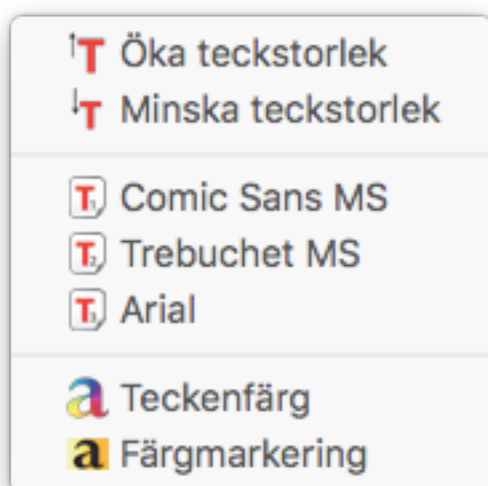 Öka teckstorlek
Minska teckstorlek
Comic Sans MS
Trebuchet MS
Arial
Teckenfärg
Färgmarkering